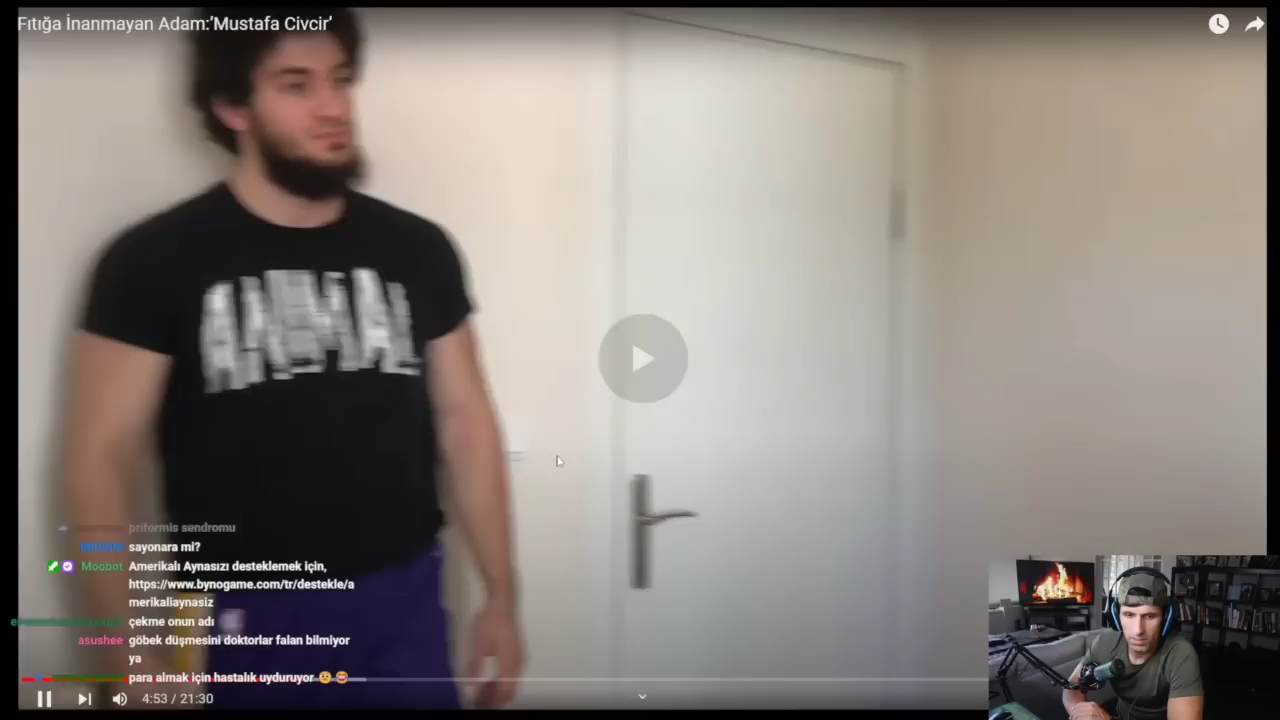 Fıtığa İnanmayan Adam:'Mustafa Civcir'
ANIMAL
priformis sendromu
sayonara mi?
Moobot Amerikalı Aynasızı desteklemek için,
https://www.bynogame.com/tr/destekle/a
merikaliaynasiz
çekme onun adı
asushee göbek düşmesini doktorlar falan bilmiyor
ya
para almak için hastalık uyduruyor
4:53 / 21:30